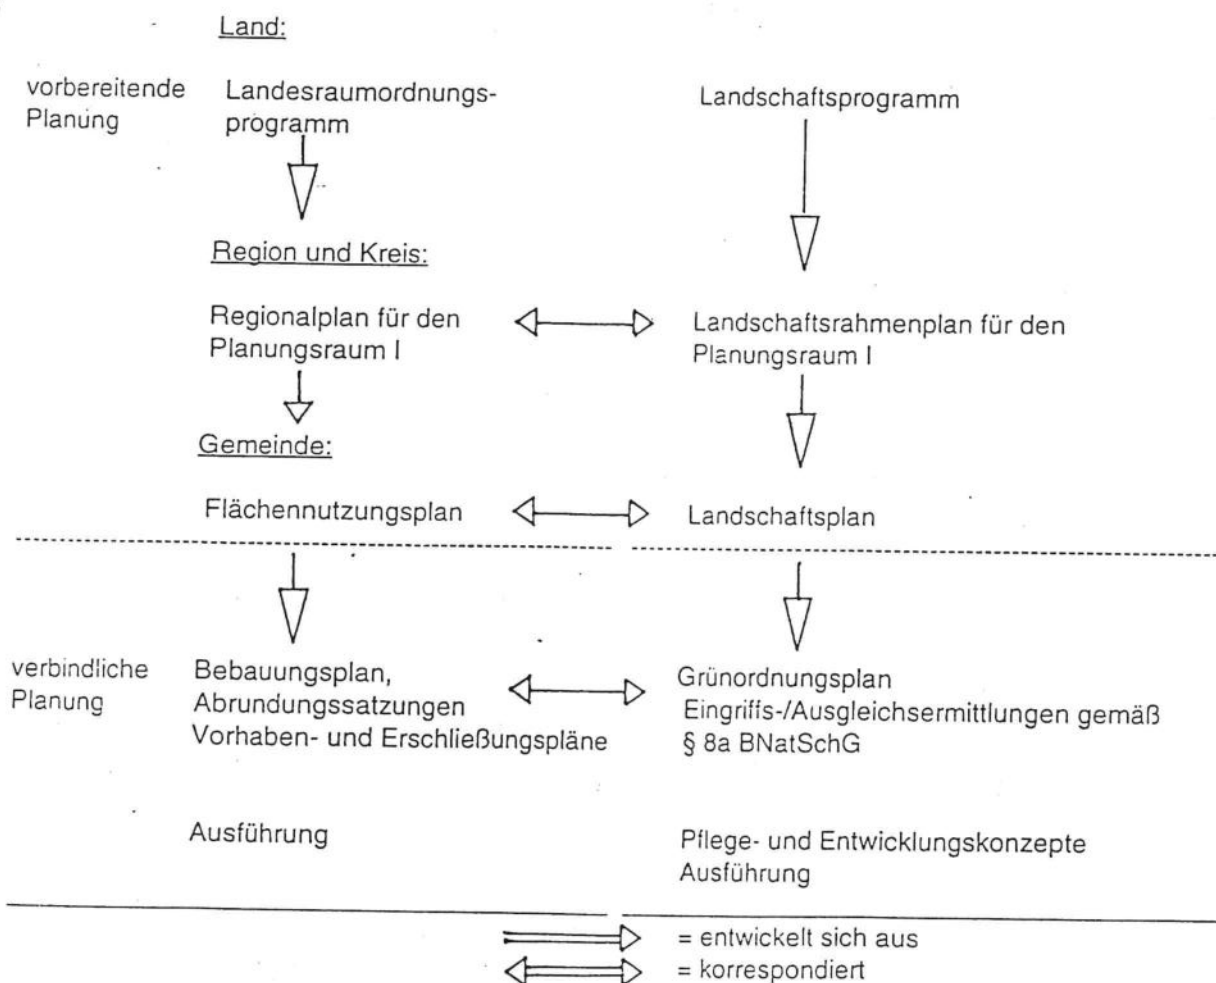 Land:
vorbereitende
Planung
Landesraumordnungs-
programm
Landschaftsprogramm
Region und Kreis:
Regionalplan für den
Planungsraum I
Landschaftsrahmenplan für den
Planungsraum I
Gemeinde:
Flächennutzungsplan
Landschaftsplan
verbindliche
Planung
Bebauungsplan,
Abrundungssatzungen
Vorhaben- und Erschließungspläne
Grünordnungsplan
Eingriffs-/Ausgleichsermittlungen gemäß
§ 8a BNatSchG
Ausführung
Pflege- und Entwicklungskonzepte
Ausführung
= entwickelt sich aus
= korrespondiert